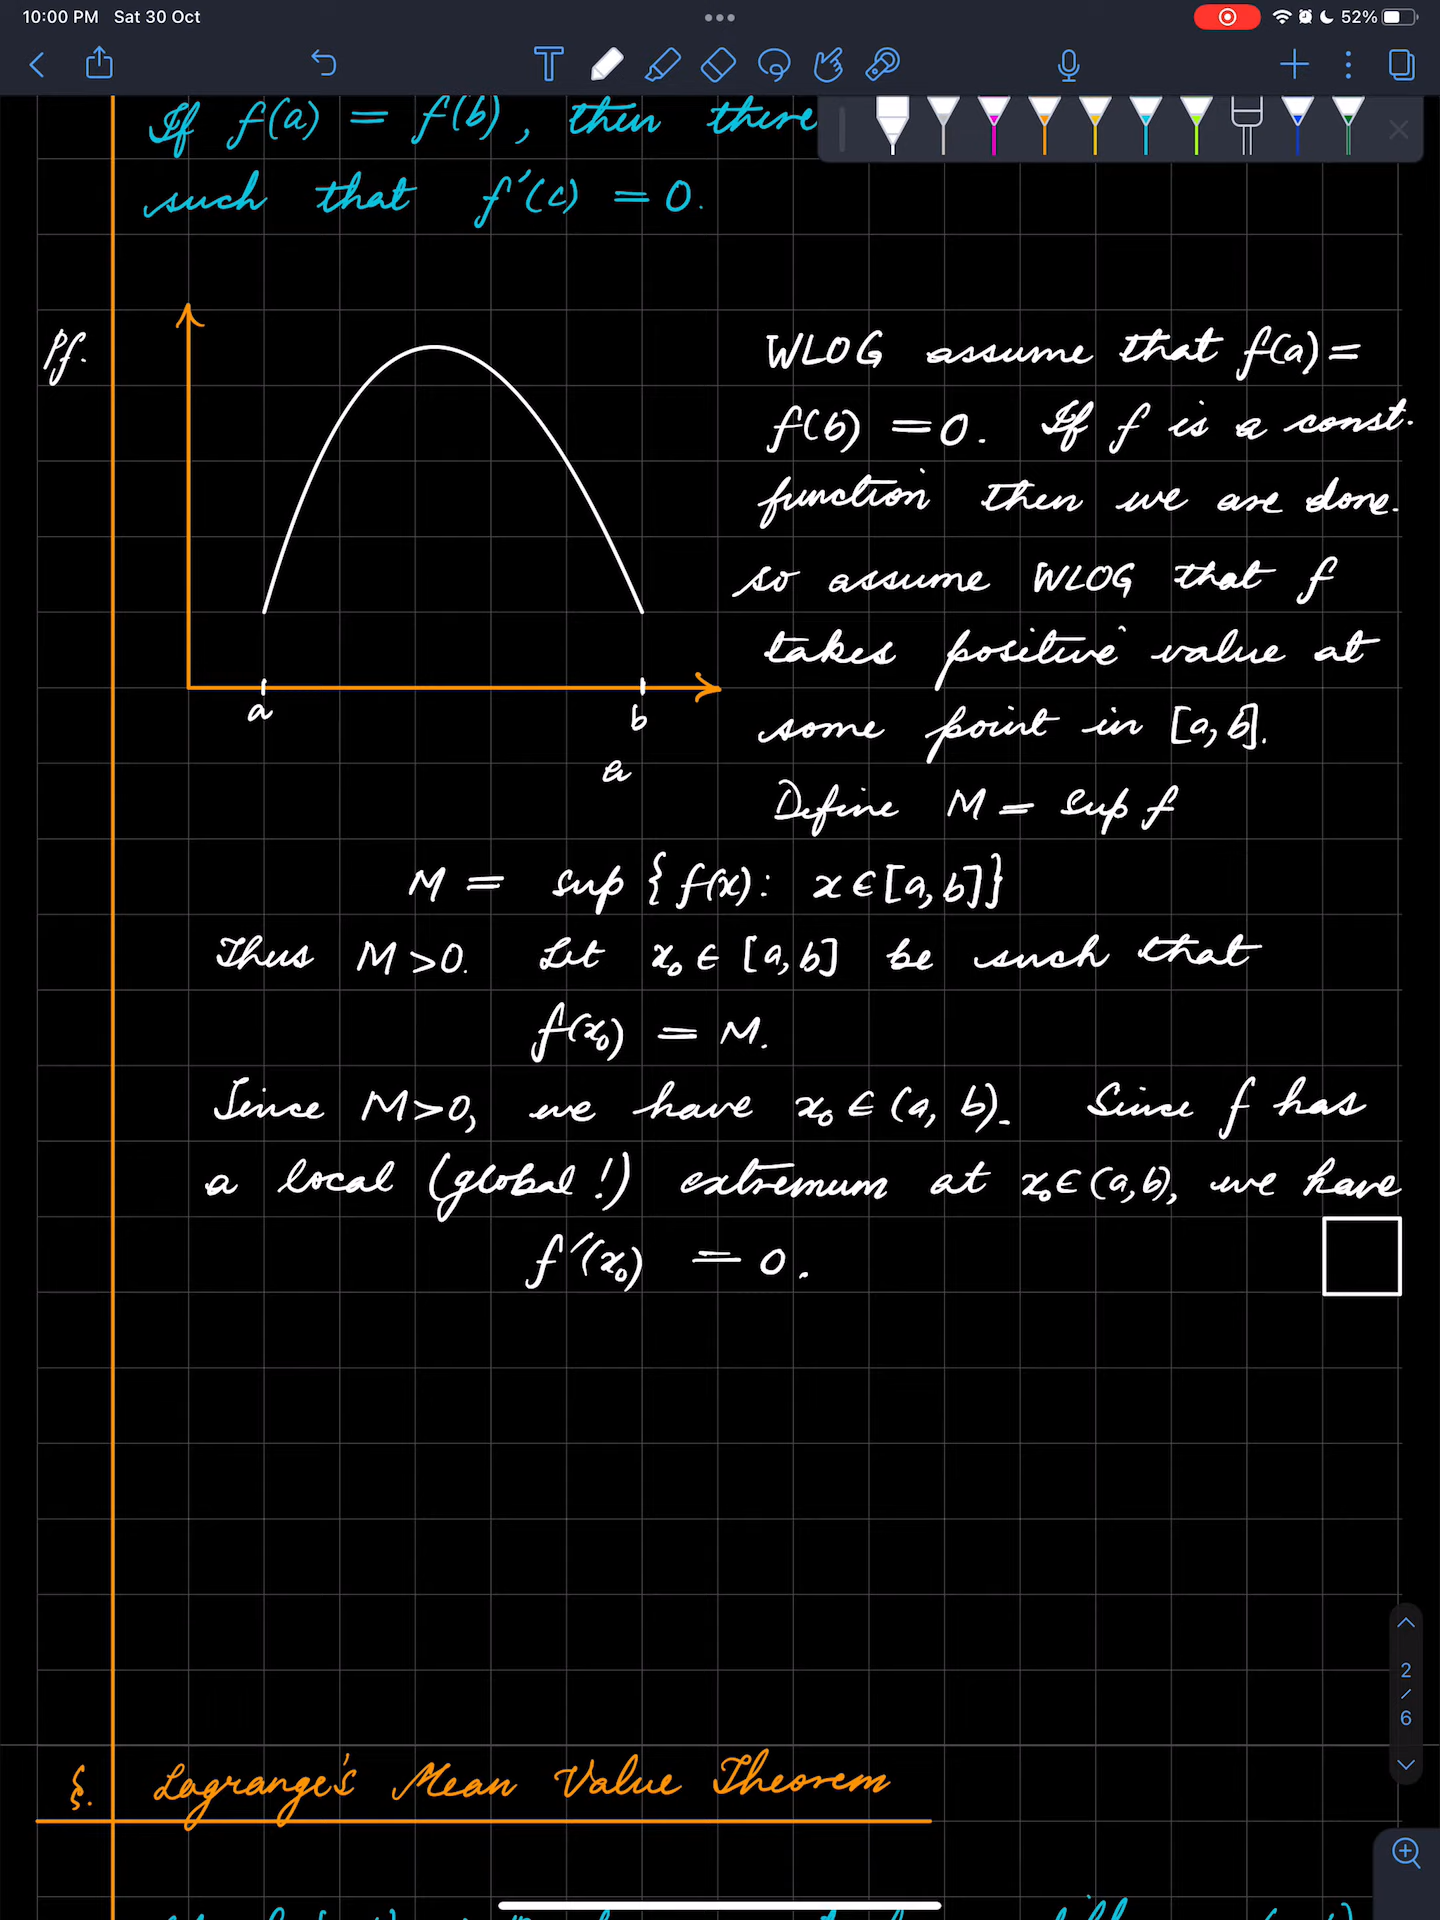 10:00 PM Sat 30 Oct
52%
If f(a) = f(b), then there
such that f'(c) = 0.
Pf.
WLOG assume that f(a) =
f(b) = 0. If f is a const.
function then we are done.
so assume WLOG that f
takes positive value at
some point in [a, b].
a
b
a
Define M = sup f
M = sup { f(x): x ∈ [a, b] }
Thus M > 0. Let x₀ ∈ [a, b] be such that
f(x₀) = M.
Since M > 0, we have x₀ ∈ (a, b). Since f has
a local (global!) extremum at x₀ ∈ (a, b), we have
f'(x₀) = 0.
2
/
6
§. Lagrange's Mean Value Theorem